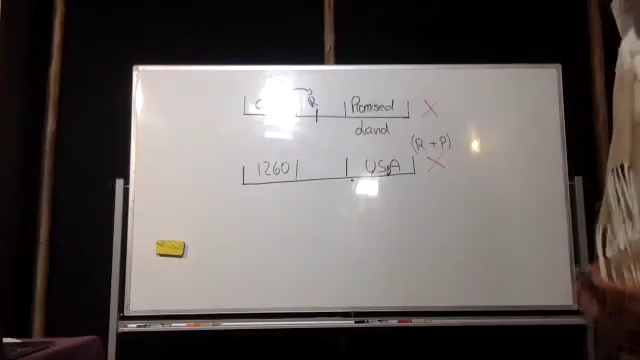 R Promised X
Land
(R + P)
1260 USA X